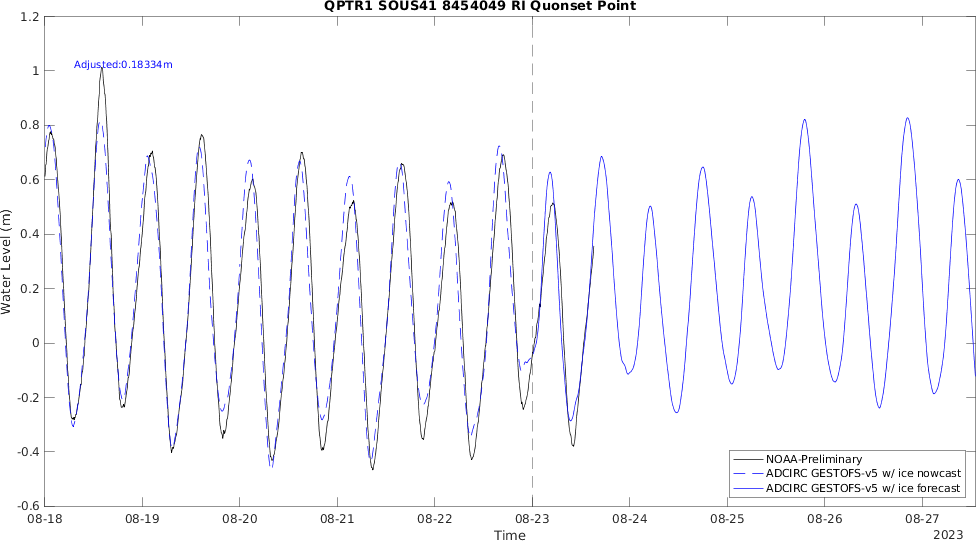 QPTR1 SOUS41 8454049 RI Quonset Point
Adjusted:0.18334m
Water Level (m)
1.2
1
0.8
0.6
0.4
0.2
0
-0.2
-0.4
-0.6
NOAA-Preliminary
ADCIRC GESTOFS-v5 w/ ice nowcast
ADCIRC GESTOFS-v5 w/ ice forecast
08-18 08-19 08-20 08-21 08-22 08-23 08-24 08-25 08-26 08-27
Time
2023